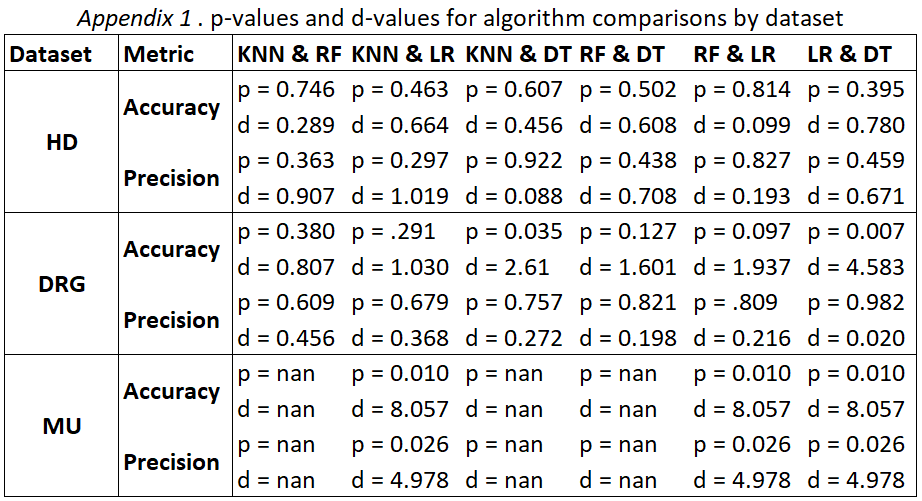 Appendix 1 . p-values and d-values for algorithm comparisons by dataset
Dataset Metric KNN & RF KNN & LR KNN & DT RF & DT RF & LR LR & DT
HD
Accuracy
p = 0.746 p = 0.463 p = 0.607 p = 0.502 p = 0.814 p = 0.395
d = 0.289 d = 0.664 d = 0.456 d = 0.608 d = 0.099 d = 0.780
Precision
p = 0.363 p = 0.297 p = 0.922 p = 0.438 p = 0.827 p = 0.459
d = 0.907 d = 1.019 d = 0.088 d = 0.708 d = 0.193 d = 0.671
DRG
Accuracy
p = 0.380 p = .291 p = 0.035 p = 0.127 p = 0.097 p = 0.007
d = 0.807 d = 1.030 d = 2.61 d = 1.601 d = 1.937 d = 4.583
Precision
p = 0.609 p = 0.679 p = 0.757 p = 0.821 p = .809 p = 0.982
d = 0.456 d = 0.368 d = 0.272 d = 0.198 d = 0.216 d = 0.020
MU
Accuracy
p = nan p = 0.010 p = nan p = nan p = 0.010 p = 0.010
d = nan d = 8.057 d = nan d = nan d = 8.057 d = 8.057
Precision
p = nan p = 0.026 p = nan p = nan p = 0.026 p = 0.026
d = nan d = 4.978 d = nan d = nan d = 4.978 d = 4.978